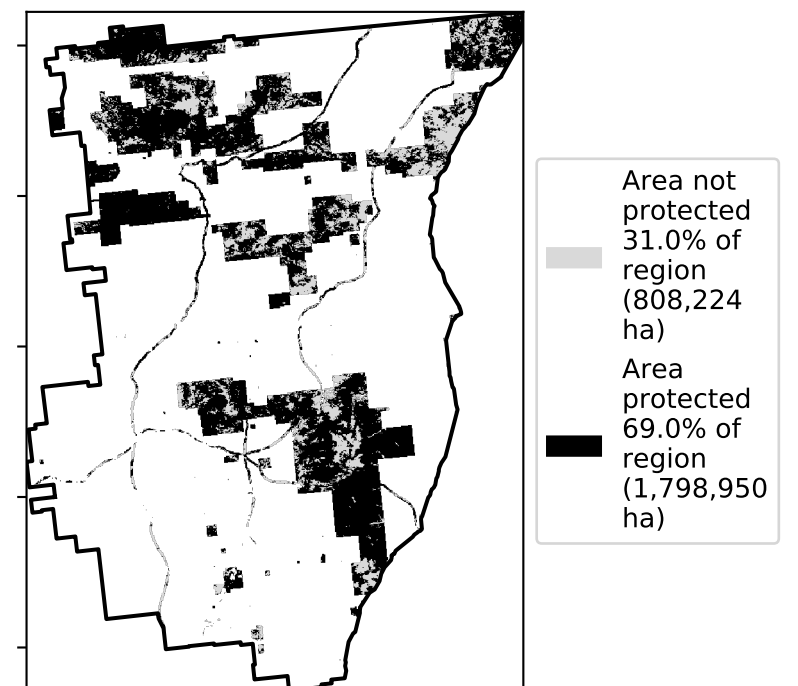 Area not
protected
31.0% of
region
(808,224
ha)
Area
protected
69.0% of
region
(1,798,950
ha)